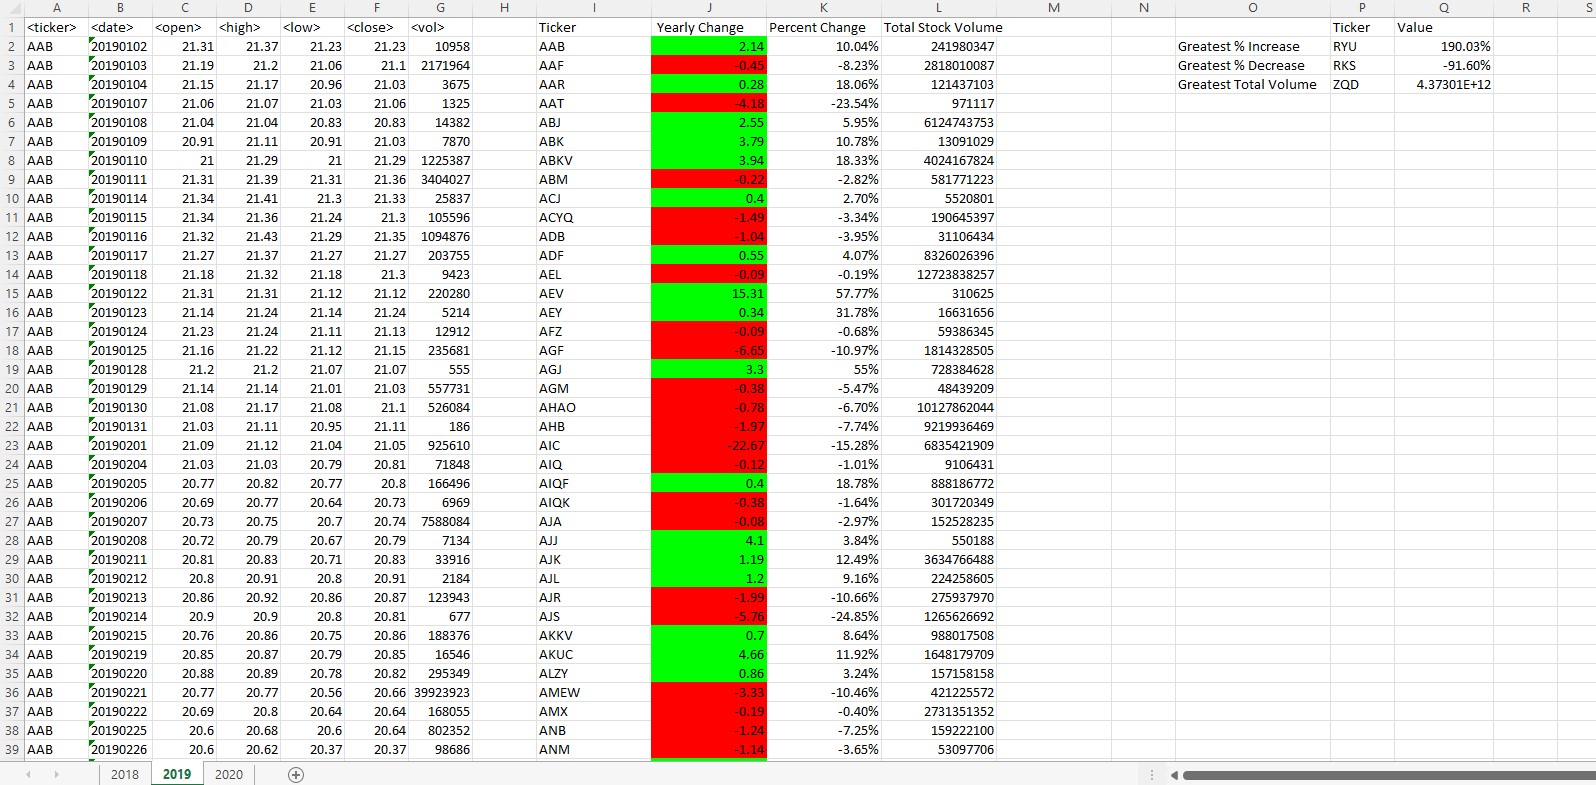 A B C D E F G H I J K L M N O P Q R S
1 <ticker> <date> <open> <high> <low> <close> <vol> Ticker Yearly Change Percent Change Total Stock Volume Ticker Value
2 AAB 20190102 21.31 21.37 21.23 21.23 10958 AAB 2.14 10.04% 241980347 Greatest % Increase RYU 190.03%
3 AAB 20190103 21.19 21.2 21.06 21.1 2171964 AAF -0.45 -8.23% 2818010087 Greatest % Decrease RKS -91.60%
4 AAB 20190104 21.15 21.17 20.96 21.03 3675 AAR 0.28 18.06% 121437103 Greatest Total Volume ZQD 4.37301E+12
5 AAB 20190107 21.06 21.07 21.03 21.06 1325 AAT -4.18 -23.54% 971117
6 AAB 20190108 21.04 21.04 20.83 20.83 14382 ABJ 2.55 5.95% 6124743753
7 AAB 20190109 20.91 21.11 20.91 21.03 7870 ABK 3.79 10.78% 13091029
8 AAB 20190110 21 21.29 21 21.29 1225387 ABKV 3.94 18.33% 4024167824
9 AAB 20190111 21.31 21.39 21.31 21.36 3404027 ABM -0.22 -2.82% 581771223
10 AAB 20190114 21.34 21.41 21.3 21.33 25837 ACJ 0.4 2.70% 5520801
11 AAB 20190115 21.34 21.36 21.24 21.3 105596 ACYQ -1.49 -3.34% 190645397
12 AAB 20190116 21.32 21.43 21.29 21.35 1094876 ADB -1.04 -3.95% 31106434
13 AAB 20190117 21.27 21.37 21.27 21.27 203755 ADF 0.55 4.07% 8326026396
14 AAB 20190118 21.18 21.32 21.18 21.3 9423 AEL -0.09 -0.19% 12723838257
15 AAB 20190122 21.31 21.31 21.12 21.12 220280 AEV 15.31 57.77% 310625
16 AAB 20190123 21.14 21.24 21.14 21.24 5214 AEY 0.34 31.78% 16631656
17 AAB 20190124 21.23 21.24 21.11 21.13 12912 AFZ -0.09 -0.68% 59386345
18 AAB 20190125 21.16 21.22 21.12 21.15 235681 AGF -6.65 -10.97% 1814328505
19 AAB 20190128 21.2 21.2 21.07 21.07 555 AGJ 3.3 55% 728384628
20 AAB 20190129 21.14 21.14 21.01 21.03 557731 AGM -0.38 -5.47% 48439209
21 AAB 20190130 21.08 21.17 21.08 21.1 526084 AHAO -0.78 -6.70% 10127862044
22 AAB 20190131 21.03 21.11 20.95 21.11 186 AHB -1.97 -7.74% 9219936469
23 AAB 20190201 21.09 21.12 21.04 21.05 925610 AIC -22.67 -15.28% 6835421909
24 AAB 20190204 21.03 21.03 20.79 20.81 71848 AIQ -0.12 -1.01% 9106431
25 AAB 20190205 20.77 20.82 20.77 20.8 166496 AIQF 0.4 18.78% 888186772
26 AAB 20190206 20.69 20.77 20.64 20.73 6969 AIQK -0.38 -1.64% 301720349
27 AAB 20190207 20.73 20.75 20.7 20.74 7588084 AJA -0.08 -2.97% 152528235
28 AAB 20190208 20.72 20.79 20.67 20.79 7134 AJJ 4.1 3.84% 550188
29 AAB 20190211 20.81 20.83 20.71 20.83 33916 AJK 1.19 12.49% 3634766488
30 AAB 20190212 20.8 20.91 20.8 20.91 2184 AJL 1.2 9.16% 224258605
31 AAB 20190213 20.86 20.92 20.86 20.87 123943 AJR -1.99 -10.66% 275937970
32 AAB 20190214 20.9 20.9 20.8 20.81 677 AJS -5.76 -24.85% 1265626692
33 AAB 20190215 20.76 20.86 20.75 20.86 188376 AKKV 0.7 8.64% 988017508
34 AAB 20190219 20.85 20.87 20.79 20.85 16546 AKUC 4.66 11.92% 1648179709
35 AAB 20190220 20.88 20.89 20.78 20.82 295349 ALZY 0.86 3.24% 157158158
36 AAB 20190221 20.77 20.77 20.56 20.66 39923923 AMEW -3.33 -10.46% 421225572
37 AAB 20190222 20.69 20.8 20.64 20.64 168055 AMX -0.19 -0.40% 2731351352
38 AAB 20190225 20.6 20.68 20.6 20.64 802352 ANB -1.24 -7.25% 159222100
39 AAB 20190226 20.6 20.62 20.37 20.37 98686 ANM -1.14 -3.65% 53097706
2018 2019 2020